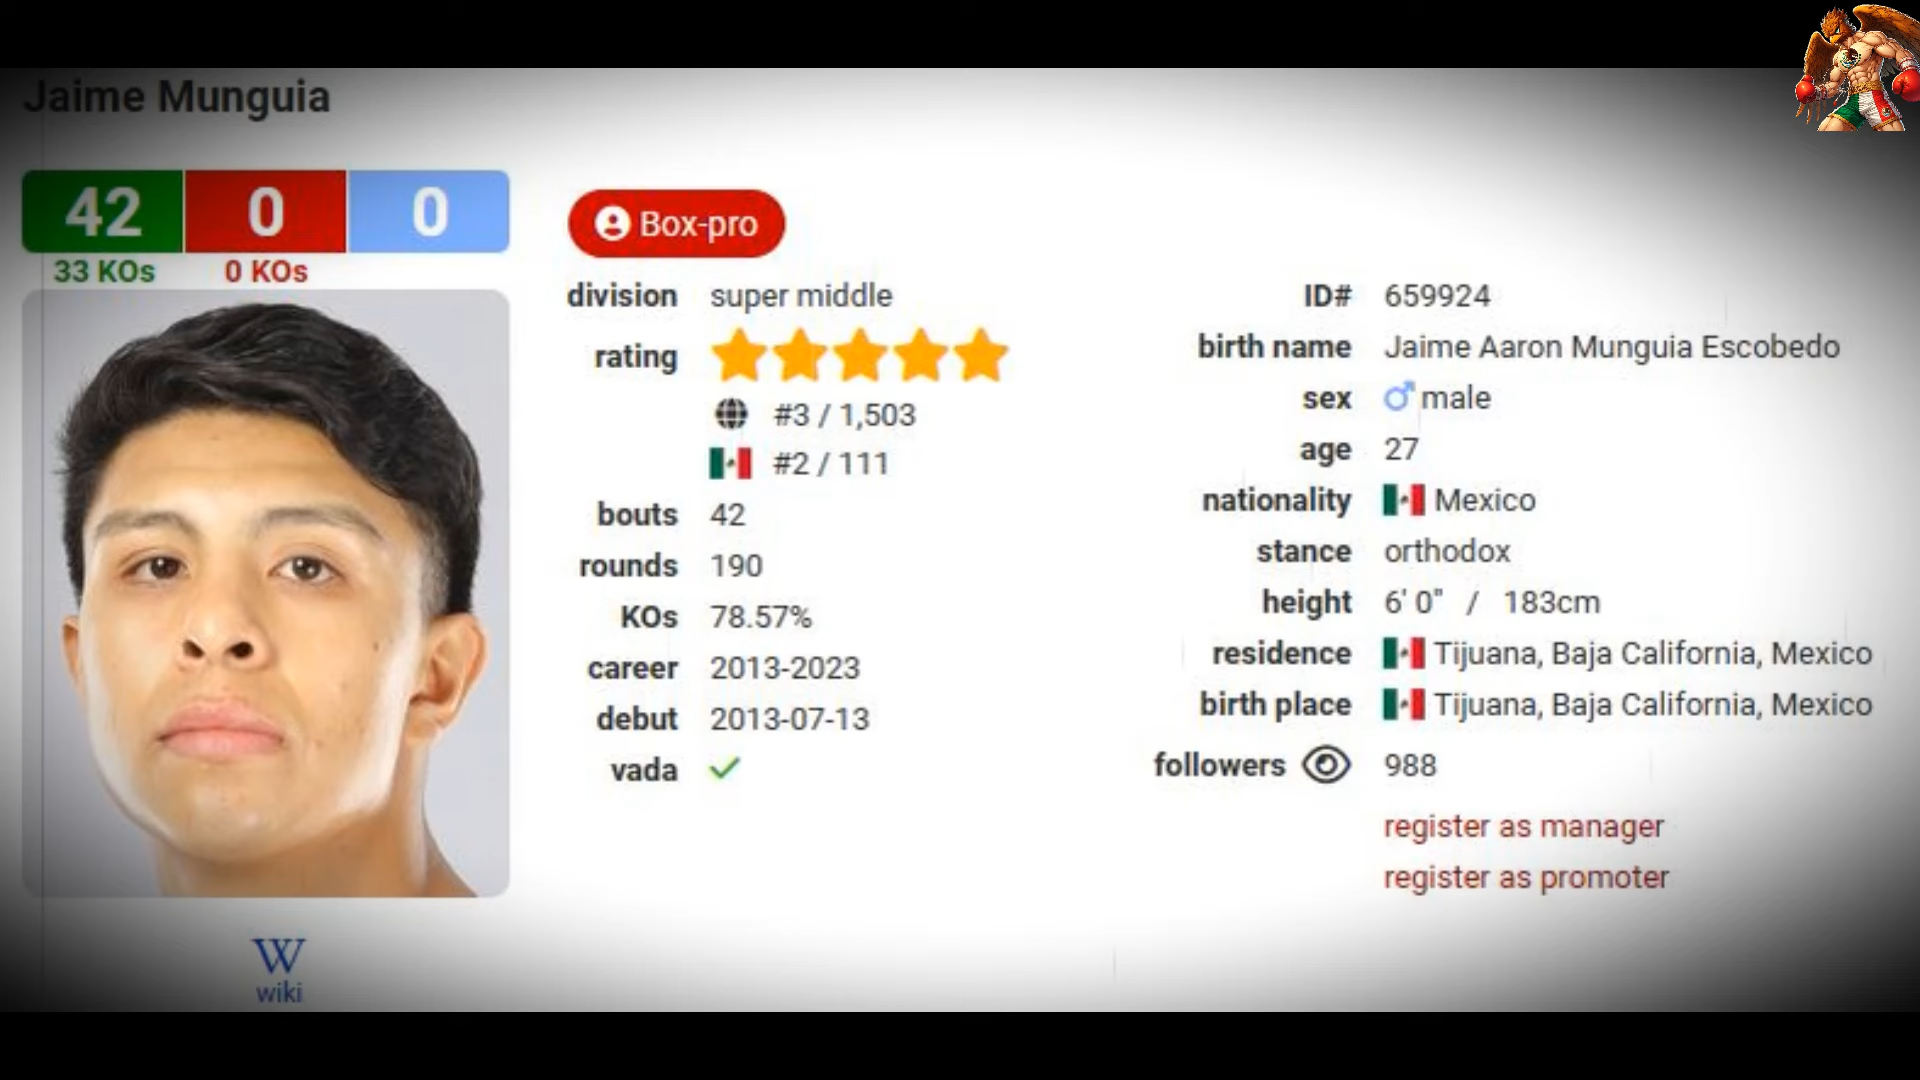 Jaime Munguia
42 0 0
33 KOs 0 KOs
Box-pro
division super middle
rating
#3 / 1,503
#2 / 111
bouts 42
rounds 190
KOs 78.57%
career 2013-2023
debut 2013-07-13
vada
ID# 659924
birth name Jaime Aaron Munguia Escobedo
sex male
age 27
nationality Mexico
stance orthodox
height 6' 0" / 183cm
residence Tijuana, Baja California, Mexico
birth place Tijuana, Baja California, Mexico
followers 988
register as manager
register as promoter
W
wiki